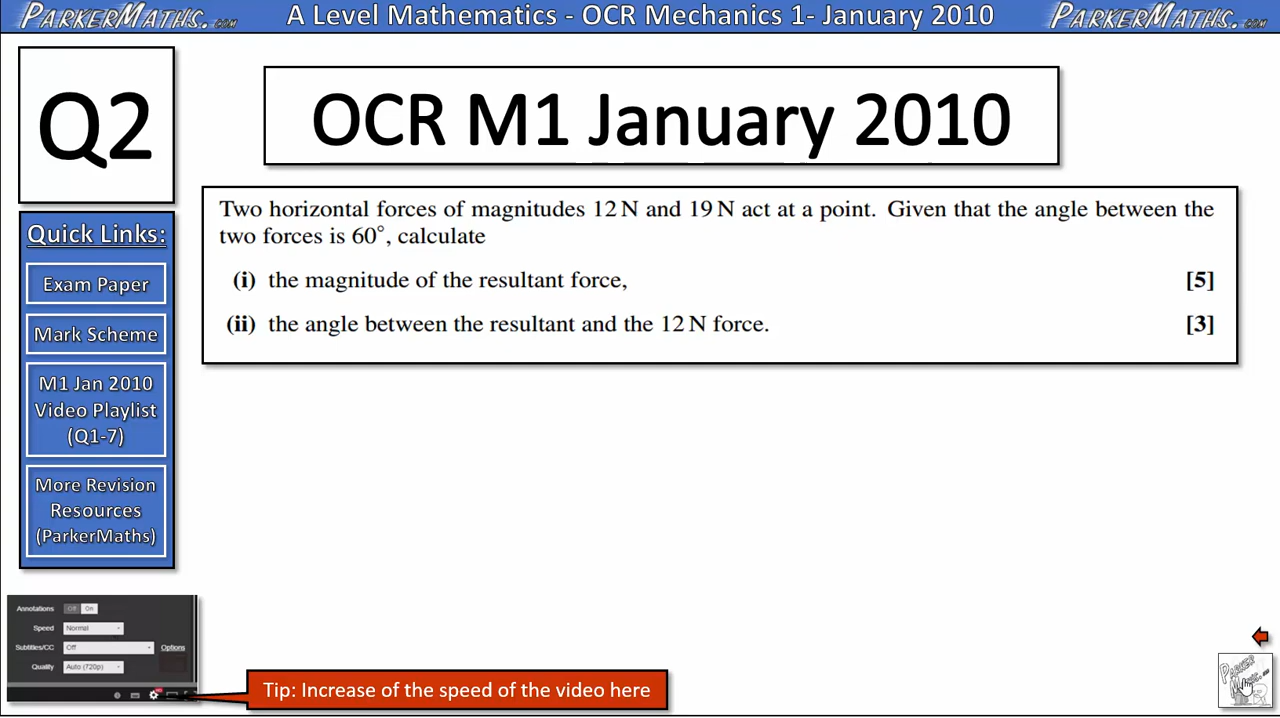 PARKERMATHS.COM
A Level Mathematics - OCR Mechanics 1- January 2010
PARKERMATHS.COM
Q2
OCR M1 January 2010
Two horizontal forces of magnitudes 12 N and 19 N act at a point. Given that the angle between the
two forces is 60°, calculate
(i) the magnitude of the resultant force, [5]
(ii) the angle between the resultant and the 12 N force. [3]
Quick Links:
Exam Paper
Mark Scheme
M1 Jan 2010
Video Playlist
(Q1-7)
More Revision
Resources
(ParkerMaths)
Annotations Off On
Speed Normal
Subtitles/CC Off Options
Quality Auto (720p)
Tip: Increase of the speed of the video here
PARKER